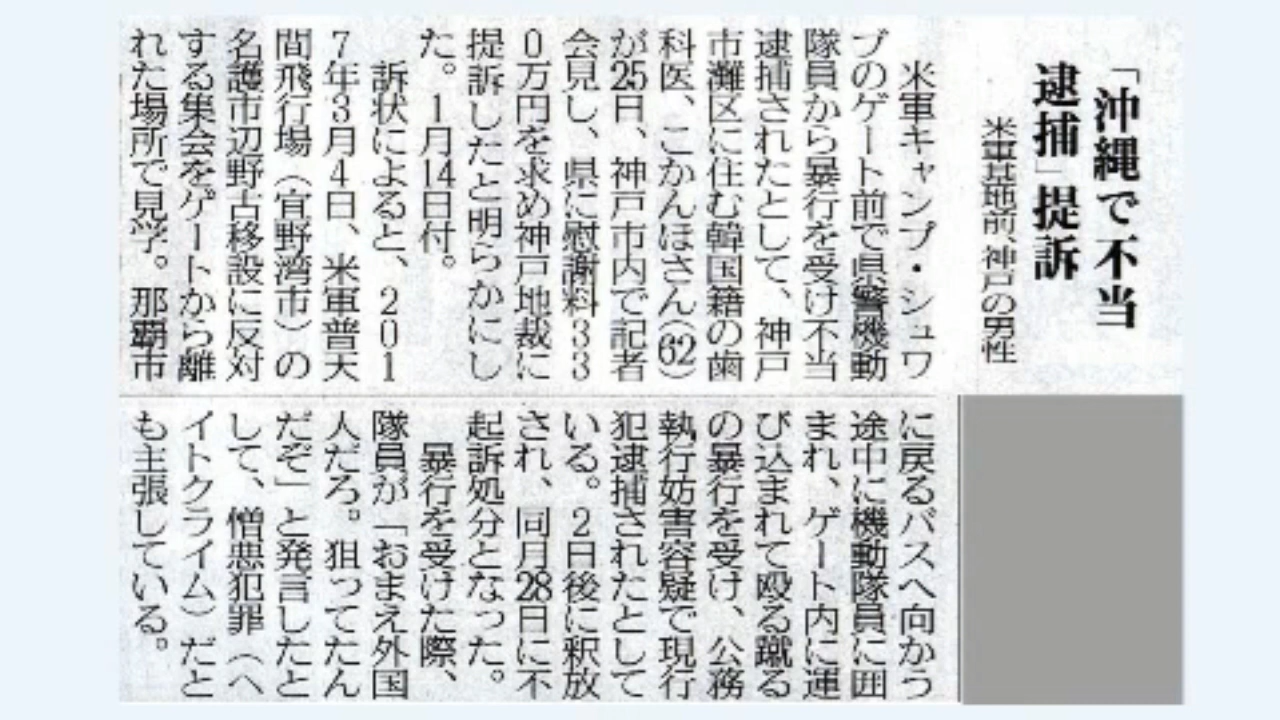 「沖縄で不当
逮捕」提訴
米軍基地前、神戸の男性
米軍キャンプ・シュワ
ブのゲート前で県警機動
隊員から暴行を受け不当
逮捕されたとして、神戸
市灘区に住む韓国籍の歯
科医、こかんほさん（62）
が25日、神戸市内で記者
会見し、県に慰謝料３３
０万円を求め神戸地裁に
提訴したと明らかにし
た。１月14日付。
訴状によると、２０１
７年３月４日、米軍普天
間飛行場（宜野湾市）の
名護市辺野古移設に反対
する集会をゲートから離
れた場所で見学。那覇市
に戻るバスへ向かう
途中に機動隊員に囲
まれ、ゲート内に運
び込まれて殴る蹴る
の暴行を受け、公務
執行妨害容疑で現行
犯逮捕されたとして
いる。２日後に釈放
され、同月28日に不
起訴処分となった。
暴行を受けた際、
隊員が「おまえ外国
人だろ。狙ってたん
だぞ」と発言したと
して、憎悪犯罪（ヘ
イトクライム）だと
も主張している。